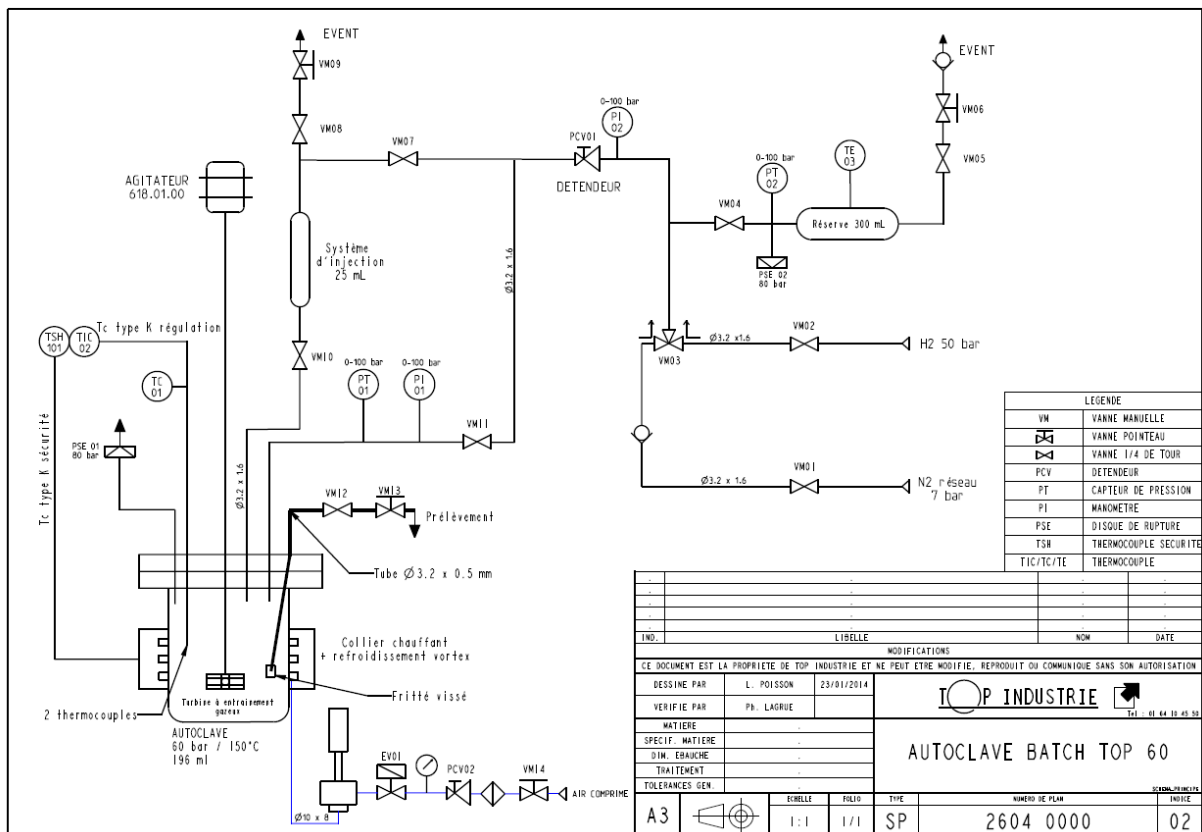 EVENT
VM09
VM08
AGITATEUR
618.01.00
VM07
0-100 bar
PI
02
PCV01
DETENDEUR
EVENT
VM06
VM05
0-100 bar
PT
02
TE
03
VM04
Réserve 300 mL
PSE 02
80 bar
Système
d'injection
25 mL
Ø3.2 x 1.6
TSH
101
TIC
02
Tc type K régulation
VM10
TC
01
0-100 bar
PT
01
0-100 bar
PI
01
VM11
VM03
Ø3.2 x1.6
VM02
H2 50 bar
PSE 01
80 bar
Tc type K sécurité
Ø3.2 x 1.6
VM12
VM13
Prélèvement
Tube Ø3.2 x 0.5 mm
Ø3.2 x 1.6
VM01
N2 réseau
7 bar
Collier chauffant
+ refroidissement vortex
Fritté vissé
2 thermocouples
Turbine à entrainement
gazeux
AUTOCLAVE
60 bar / 150°C
196 ml
EV01
PCV02
VM14
AIR COMPRIME
Ø10 x 8
LEGENDE
VM VANNE MANUELLE
VANNE POINTEAU
VANNE 1/4 DE TOUR
PCV DETENDEUR
PT CAPTEUR DE PRESSION
PI MANOMETRE
PSE DISQUE DE RUPTURE
TSH THERMOCOUPLE SECURITE
TIC/TC/TE THERMOCOUPLE
IND. LIBELLE NOM DATE
MODIFICATIONS
CE DOCUMENT EST LA PROPRIETE DE TOP INDUSTRIE ET NE PEUT ETRE MODIFIE, REPRODUIT OU COMMUNIQUE SANS SON AUTORISATION
DESSINE PAR L. POISSON 23/01/2014
VERIFIE PAR Ph. LAGRUE
MATIERE
SPECIF. MATIERE
DIM. EBAUCHE
TRAITEMENT
TOLERANCES GEN.
TOP INDUSTRIE
Tel : 01 64 10 45 50
AUTOCLAVE BATCH TOP 60
SCHEMA_PRINCIPE
A3
ECHELLE FOLIO TYPE NUMERO DE PLAN INDICE
1:1 1/1 SP 2604 0000 02